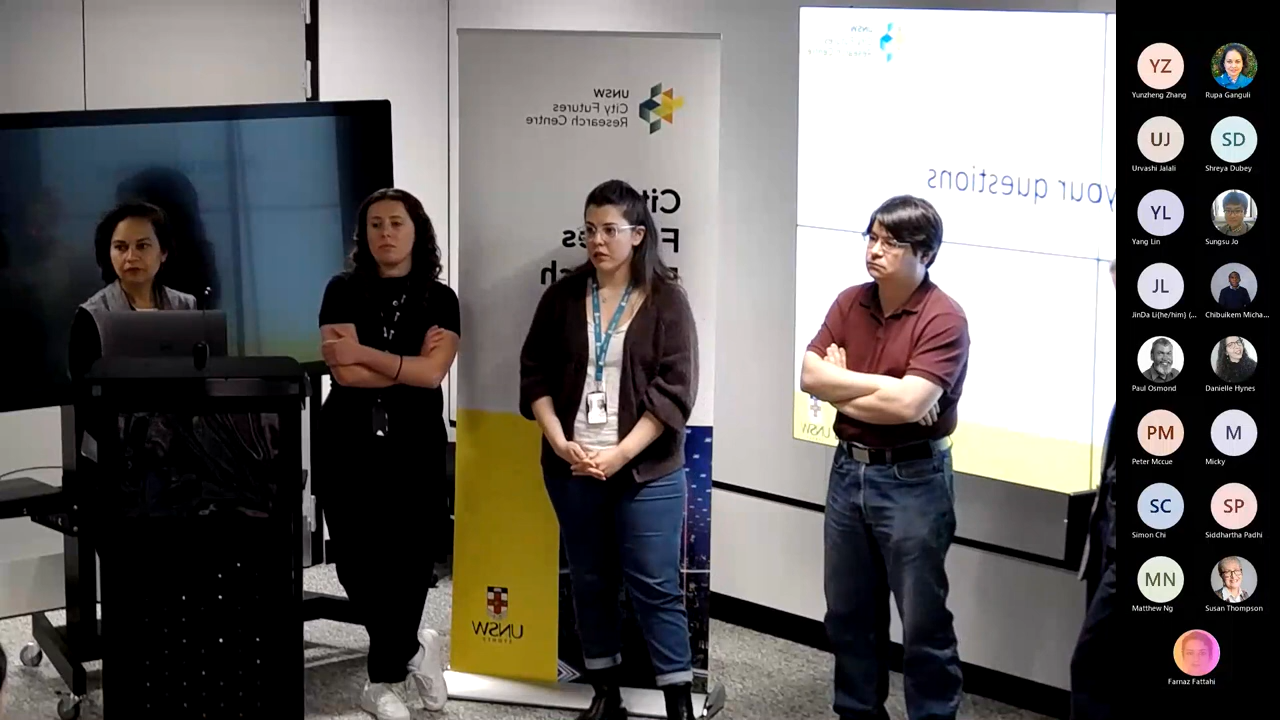 UNSW
City Futures
Research Centre
UNSW
your questions
UNSW
SYDNEY
YZ
Yunzheng Zhang
Rupa Ganguli
UJ
Urvashi Jalali
SD
Shreya Dubey
YL
Yang Lin
Sungsu Jo
JL
JinDa Li(he/him) (...
Chibuikem Micha...
Paul Osmond
Danielle Hynes
PM
Peter Mccue
M
Micky
SC
Simon Chi
SP
Siddhartha Padhi
MN
Matthew Ng
Susan Thompson
Farnaz Fattahi